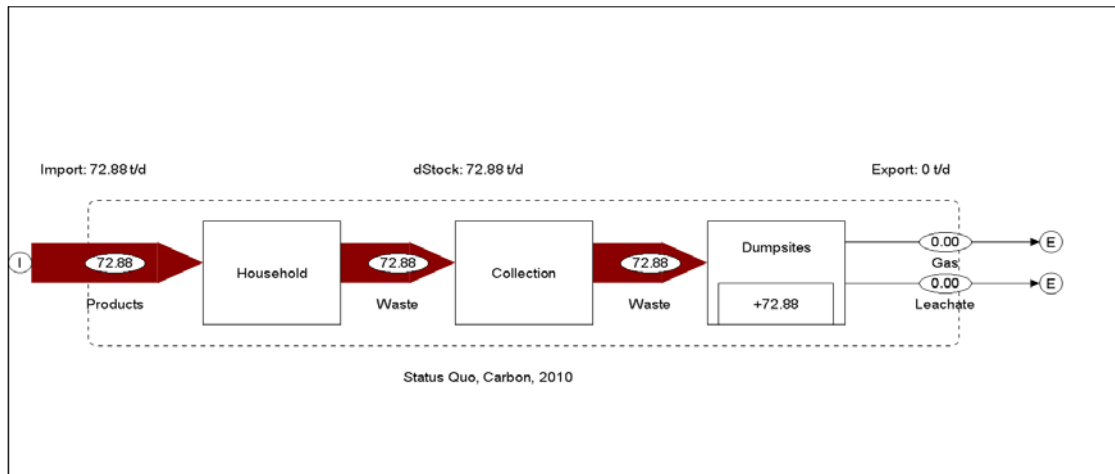 Import: 72.88 t/d
dStock: 72.88 t/d
Export: 0 t/d
I
72.88
Products
Household
72.88
Waste
Collection
72.88
Waste
Dumpsites
+72.88
0.00
Gas
E
0.00
Leachate
E
Status Quo, Carbon, 2010